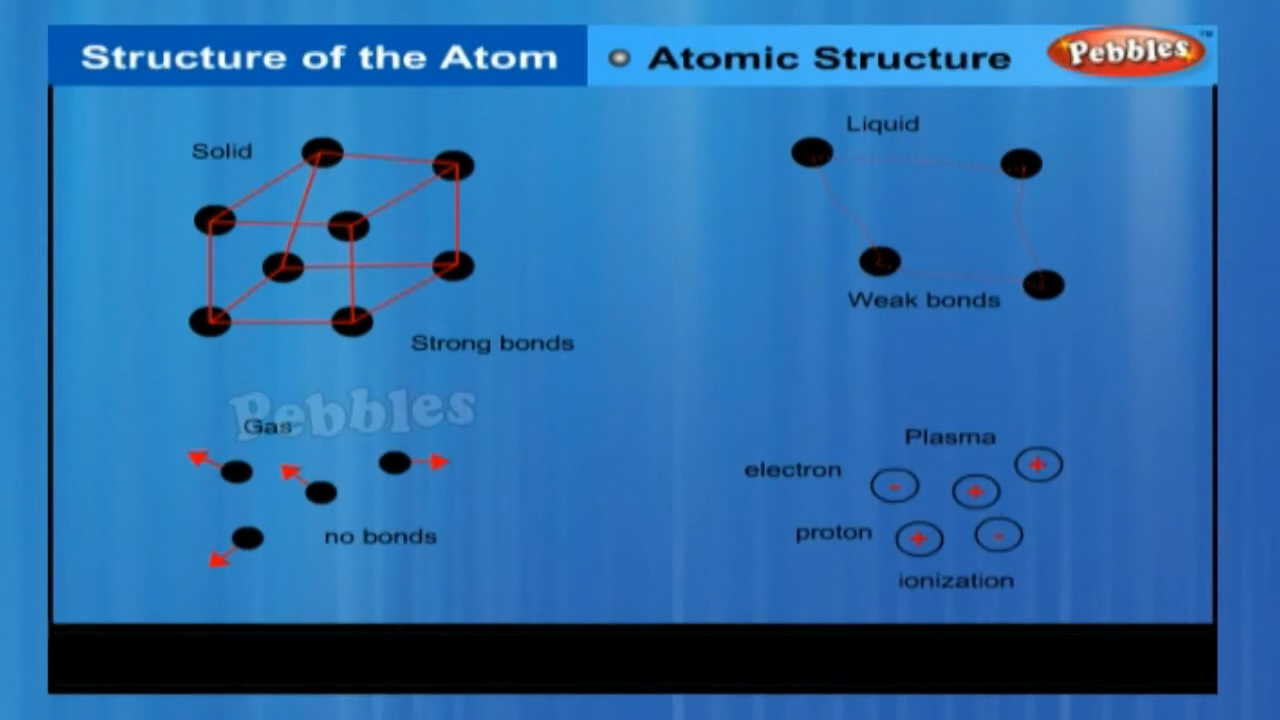 Structure of the Atom
Atomic Structure
Pebbles™
Solid
Liquid
Weak bonds
Strong bonds
Pebbles
Gas
no bonds
Plasma
electron
-
+
+
proton
+
-
ionization